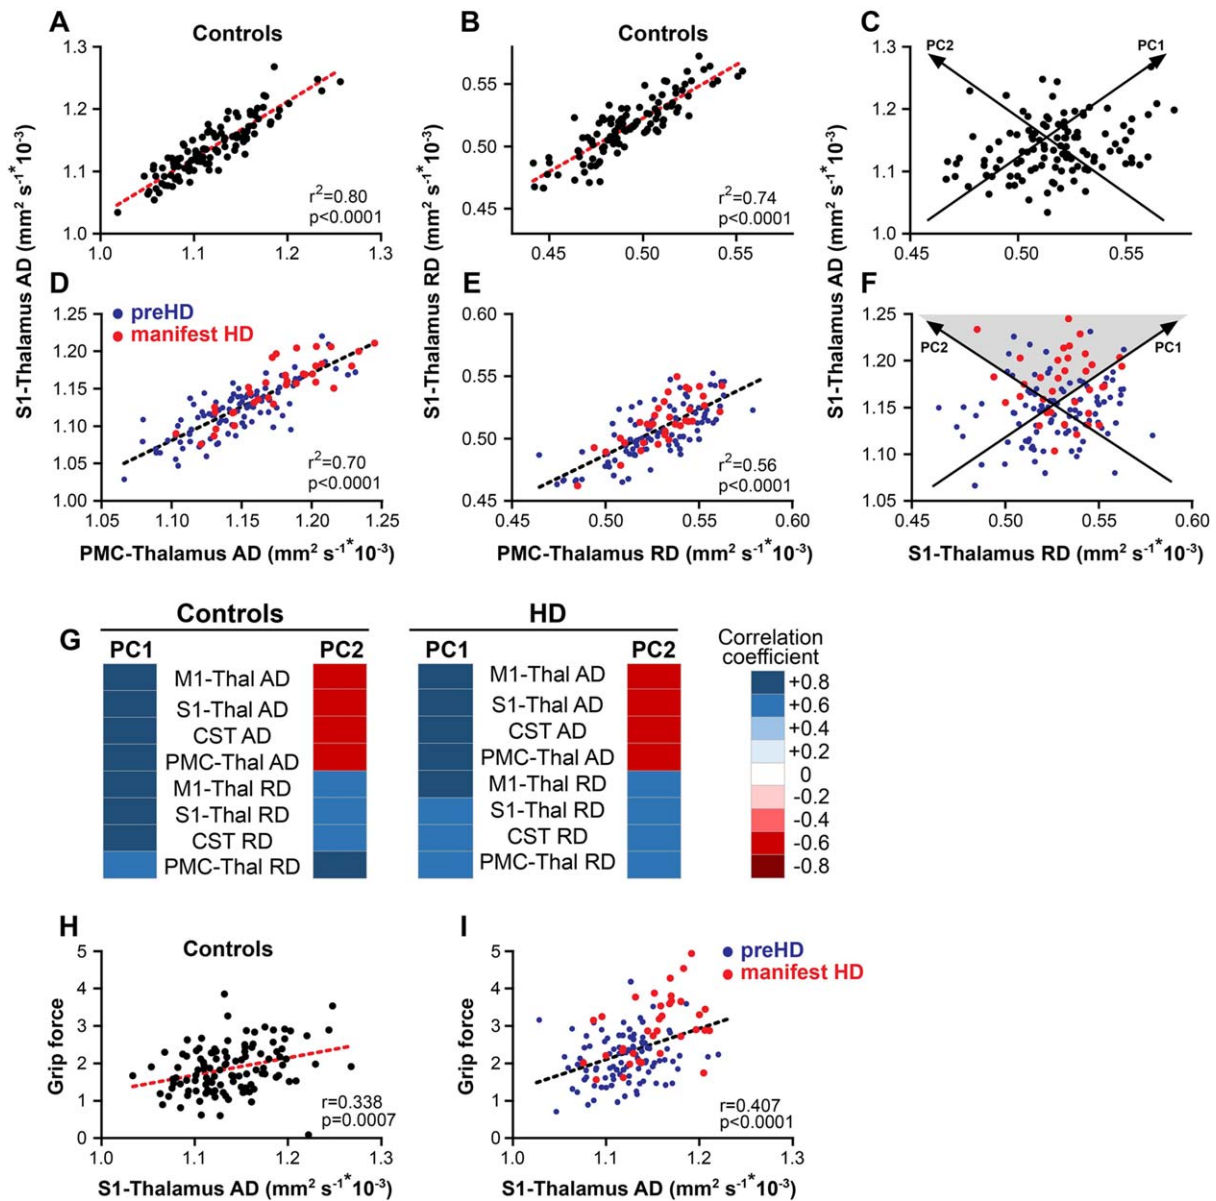 A
Controls
1.3
1.2
1.1
1.0
1.0 1.1 1.2 1.3
r²=0.80
p<0.0001
S1-Thalamus AD (mm² s⁻¹*10⁻³)
B
Controls
0.55
0.50
0.45
0.45 0.50 0.55
r²=0.74
p<0.0001
S1-Thalamus RD (mm² s⁻¹*10⁻³)
C
PC2
PC1
1.3
1.2
1.1
1.0
0.45 0.50 0.55
S1-Thalamus AD (mm² s⁻¹*10⁻³)
D
preHD
manifest HD
1.25
1.20
1.15
1.10
1.05
1.00
1.05 1.10 1.15 1.20 1.25
r²=0.70
p<0.0001
PMC-Thalamus AD (mm² s⁻¹*10⁻³)
E
0.60
0.55
0.50
0.45
0.45 0.50 0.55 0.60
r²=0.56
p<0.0001
PMC-Thalamus RD (mm² s⁻¹*10⁻³)
F
1.25
1.20
1.15
1.10
1.05
PC2
PC1
0.45 0.50 0.55 0.60
S1-Thalamus RD (mm² s⁻¹*10⁻³)
G
Controls
PC1 PC2
M1-Thal AD
S1-Thal AD
CST AD
PMC-Thal AD
M1-Thal RD
S1-Thal RD
CST RD
PMC-Thal RD
HD
PC1 PC2
M1-Thal AD
S1-Thal AD
CST AD
PMC-Thal AD
M1-Thal RD
S1-Thal RD
CST RD
PMC-Thal RD
Correlation
coefficient
+0.8
+0.6
+0.4
+0.2
0
-0.2
-0.4
-0.6
-0.8
H
Controls
5
4
3
2
1
0
Grip force
r=0.338
p=0.0007
1.0 1.1 1.2 1.3
S1-Thalamus AD (mm² s⁻¹*10⁻³)
I
preHD
manifest HD
5
4
3
2
1
0
Grip force
r=0.407
p<0.0001
1.0 1.1 1.2 1.3
S1-Thalamus AD (mm² s⁻¹*10⁻³)